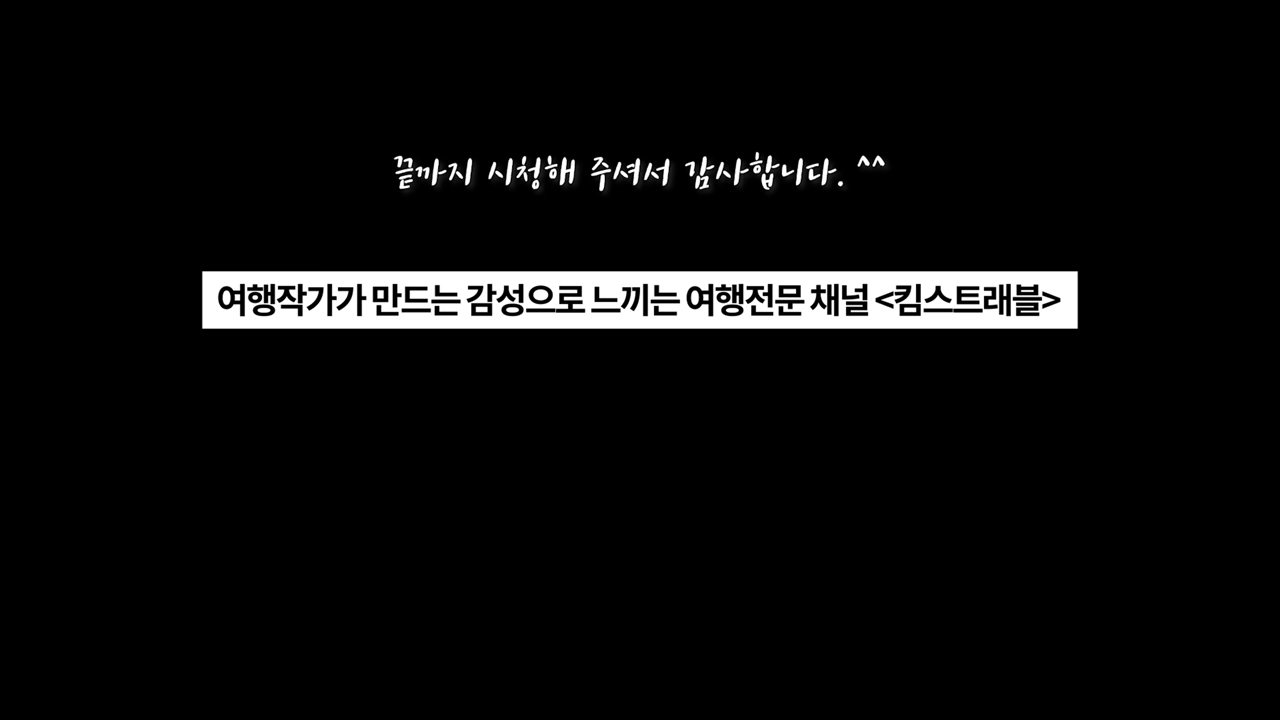 끝까지 시청해 주셔서 감사합니다. ^^
여행작가가 만드는 감성으로 느끼는 여행전문 채널 <킴스트래블>